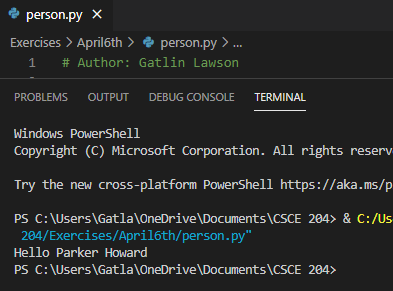 person.py ×
Exercises > April6th > person.py > ...
1 # Author: Gatlin Lawson
PROBLEMS OUTPUT DEBUG CONSOLE TERMINAL
Windows PowerShell
Copyright (C) Microsoft Corporation. All rights
Try the new cross-platform PowerShell https://aka.ms/p
PS C:\Users\Gatla\OneDrive\Documents\CSCE 204> & C:/Us
204/Exercises/April6th/person.py"
Hello Parker Howard
PS C:\Users\Gatla\OneDrive\Documents\CSCE 204>